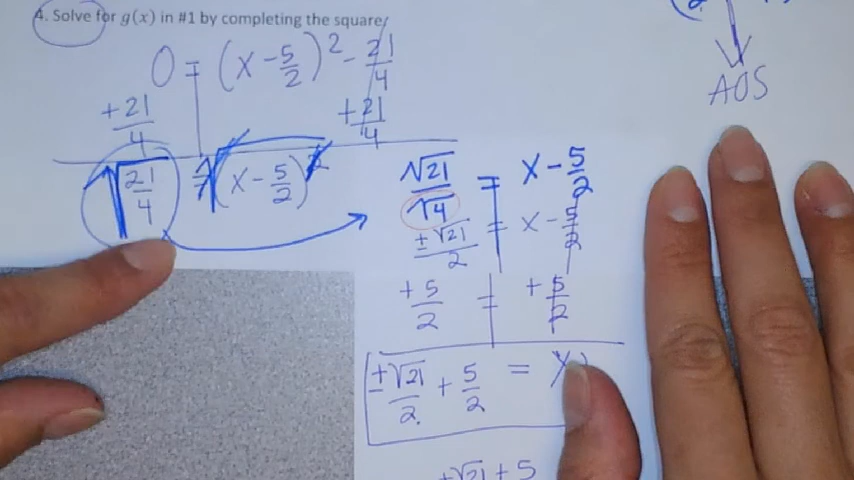 4. Solve for g(x) in #1 by completing the square
0 = (x - 5/2)² - 21/4
+21/4 +21/4
√(21/4) = √(x - 5/2)²
√21/√4 = x - 5/2
±√21/2 = x - 5/2
+5/2 = +5/2
±√21/2 + 5/2 = x
+√21 + 5
AOS